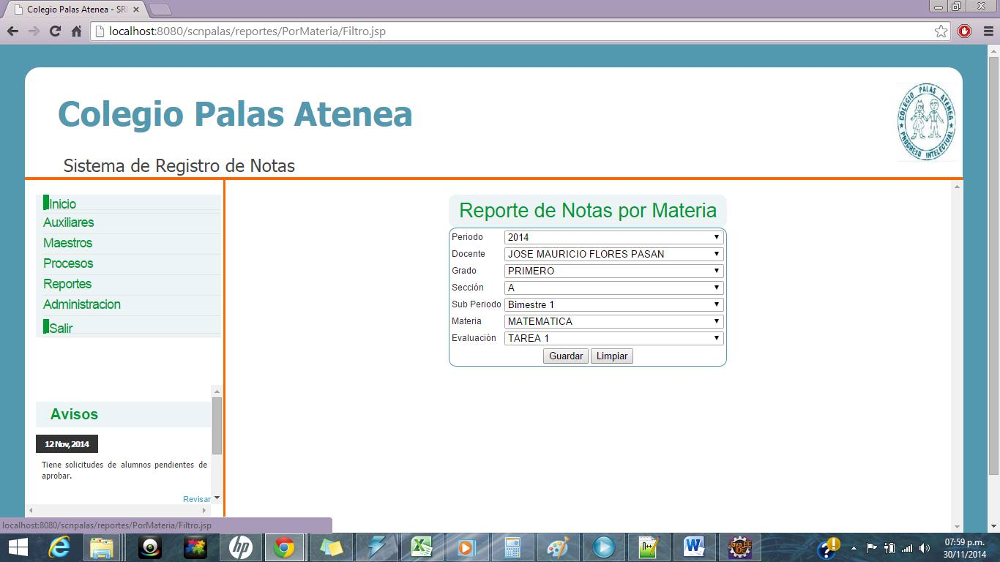 Colegio Palas Atenea - SRI
localhost:8080/scnpalas/reportes/PorMateria/Filtro.jsp
Colegio Palas Atenea
COLEGIO PALAS ATENEA
PROGRESO INTELECTUAL
Sistema de Registro de Notas
Inicio
Auxiliares
Maestros
Procesos
Reportes
Administracion
Salir
Reporte de Notas por Materia
Periodo 2014
Docente JOSE MAURICIO FLORES PASAN
Grado PRIMERO
Sección A
Sub Periodo Bimestre 1
Materia MATEMATICA
Evaluación TAREA 1
Guardar Limpiar
Avisos
12 Nov, 2014
Tiene solicitudes de alumnos pendientes de
aprobar.
Revisar
localhost:8080/scnpalas/reportes/PorMateria/Filtro.jsp
hp
n++
Java EE
IDE
07:59 p.m.
30/11/2014